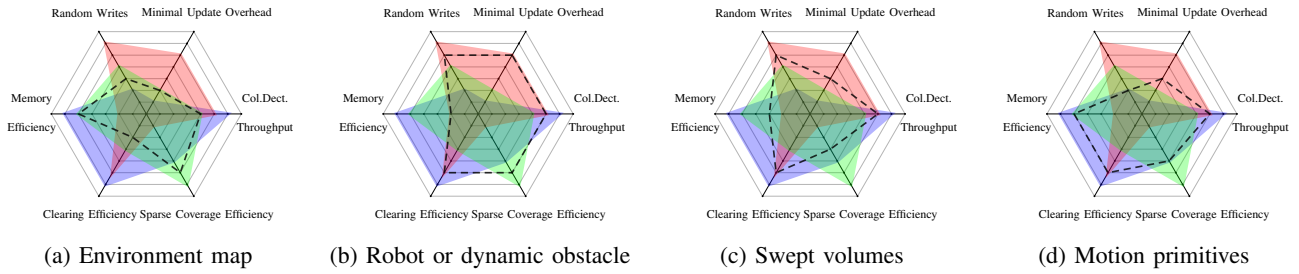 Random Writes Minimal Update Overhead
Memory Efficiency
Col.Dect. Throughput
Clearing Efficiency Sparse Coverage Efficiency
(a) Environment map
Random Writes Minimal Update Overhead
Memory Efficiency
Col.Dect. Throughput
Clearing Efficiency Sparse Coverage Efficiency
(b) Robot or dynamic obstacle
Random Writes Minimal Update Overhead
Memory Efficiency
Col.Dect. Throughput
Clearing Efficiency Sparse Coverage Efficiency
(c) Swept volumes
Random Writes Minimal Update Overhead
Memory Efficiency
Col.Dect. Throughput
Clearing Efficiency Sparse Coverage Efficiency
(d) Motion primitives